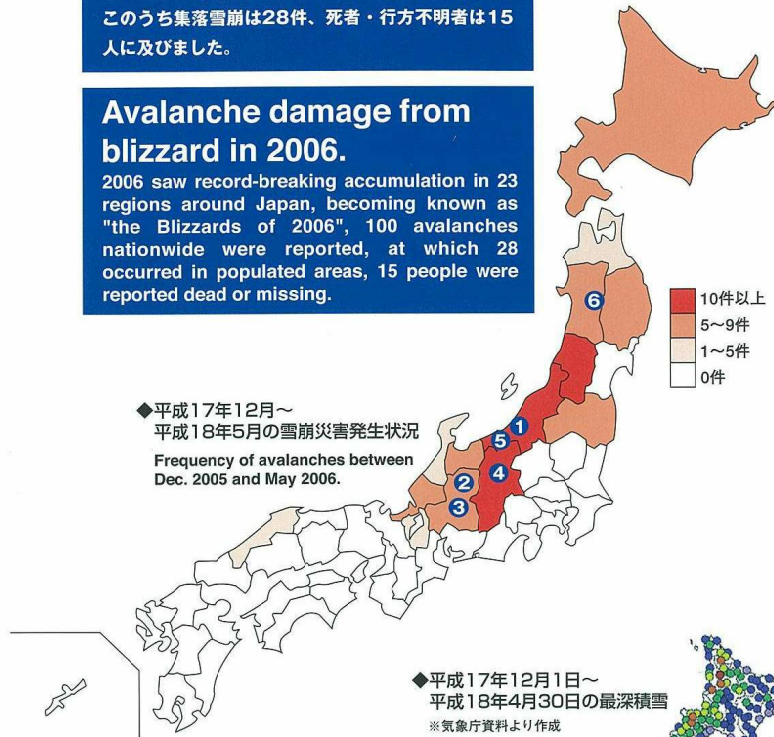 このうち集落雪崩は28件、死者・行方不明者は15
人に及びました。
Avalanche damage from
blizzard in 2006.
2006 saw record-breaking accumulation in 23
regions around Japan, becoming known as
"the Blizzards of 2006", 100 avalanches
nationwide were reported, at which 28
occurred in populated areas, 15 people were
reported dead or missing.
6
10件以上
5～9件
1～5件
0件
◆平成17年12月～
平成18年5月の雪崩災害発生状況
Frequency of avalanches between
Dec. 2005 and May 2006.
1
5
4
2
3
◆平成17年12月1日～
平成18年4月30日の最深積雪
※気象庁資料より作成